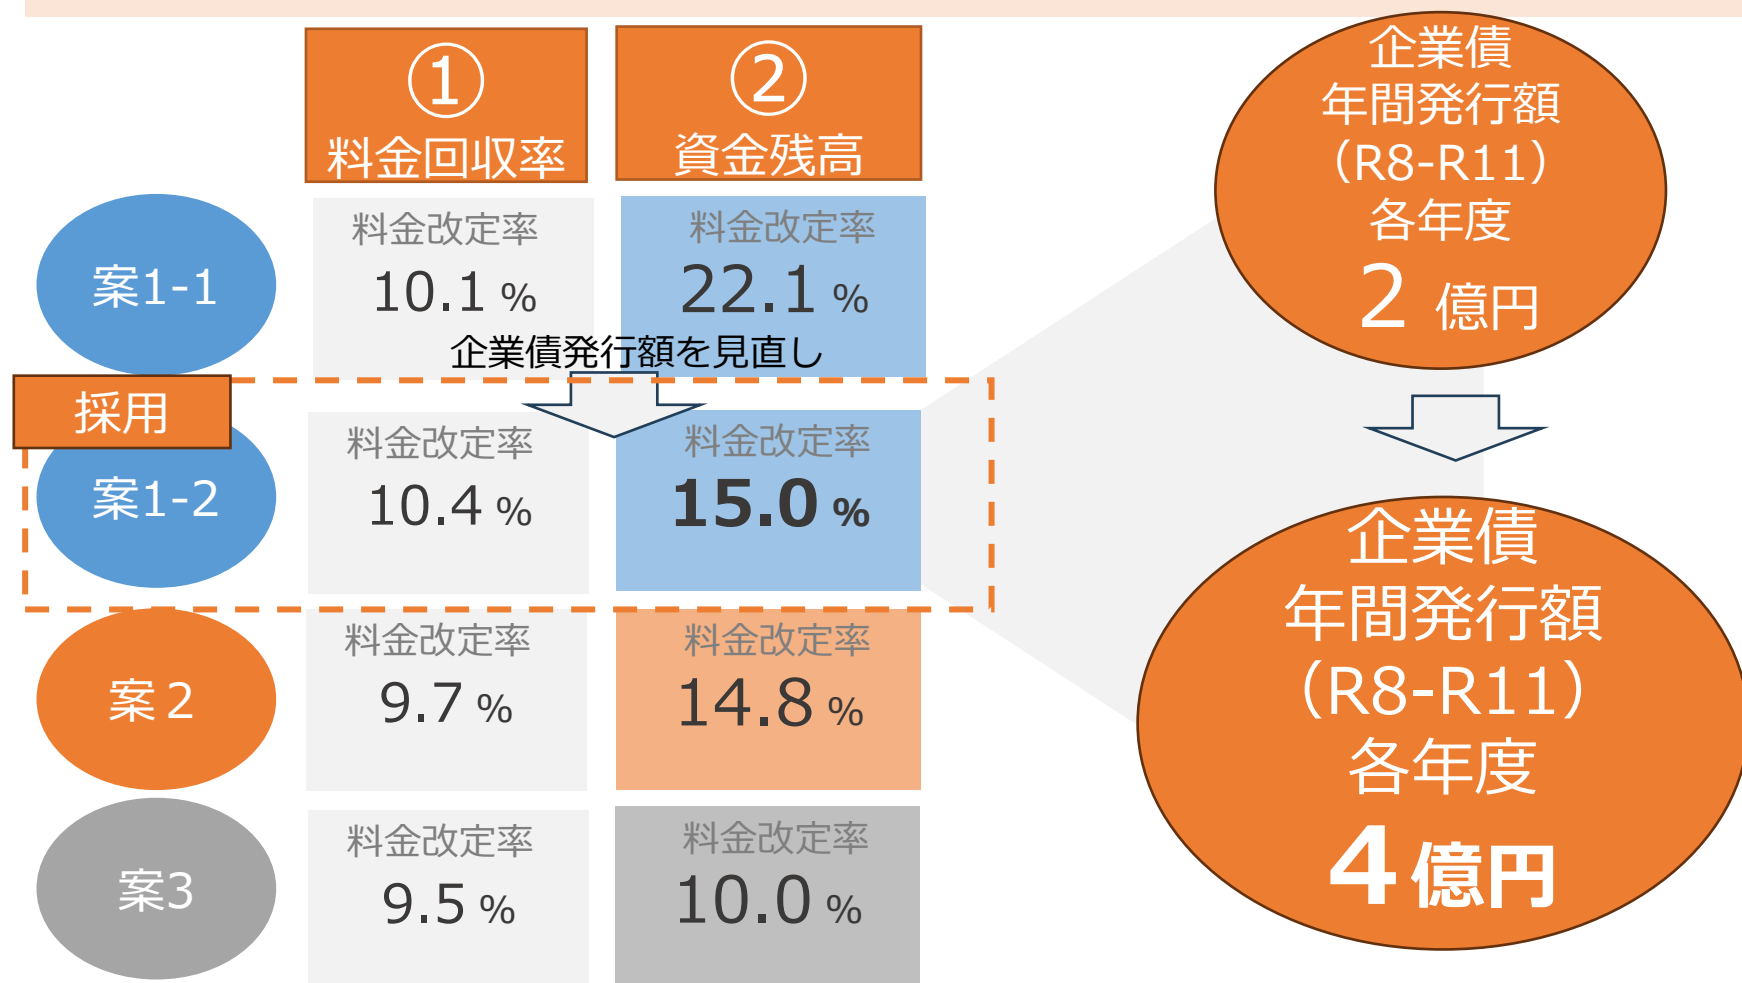 ①
料金回収率
②
資金残高
案1-1
料金改定率
10.1 %
料金改定率
22.1 %
企業債発行額を見直し
採用
案1-2
料金改定率
10.4 %
料金改定率
15.0 %
案２
料金改定率
9.7 %
料金改定率
14.8 %
案3
料金改定率
9.5 %
料金改定率
10.0 %
企業債
年間発行額
（R8-R11）
各年度
２ 億円
企業債
年間発行額
（R8-R11）
各年度
４億円